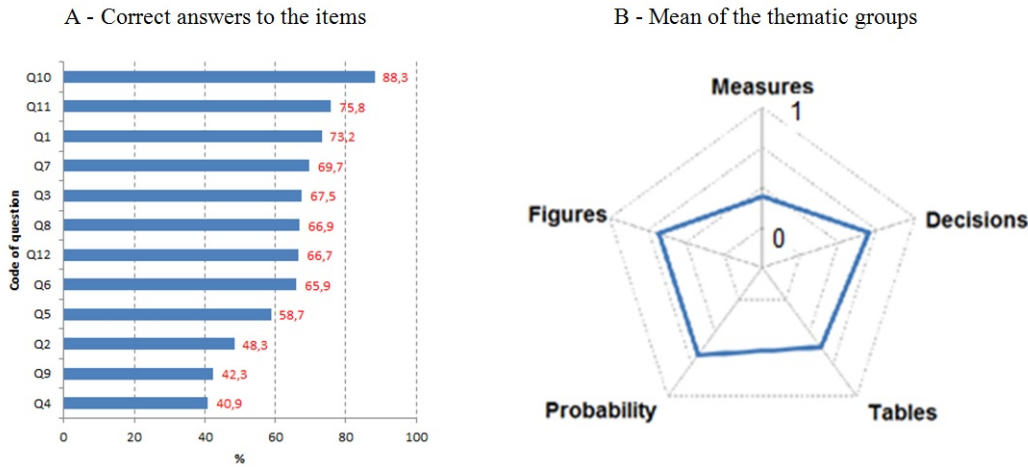 A - Correct answers to the items
Code of question
Q10 88,3
Q11 75,8
Q1 73,2
Q7 69,7
Q3 67,5
Q8 66,9
Q12 66,7
Q6 65,9
Q5 58,7
Q2 48,3
Q9 42,3
Q4 40,9
0 20 40 60 80 100
%
B - Mean of the thematic groups
Measures
1
Figures
Decisions
0
Probability
Tables